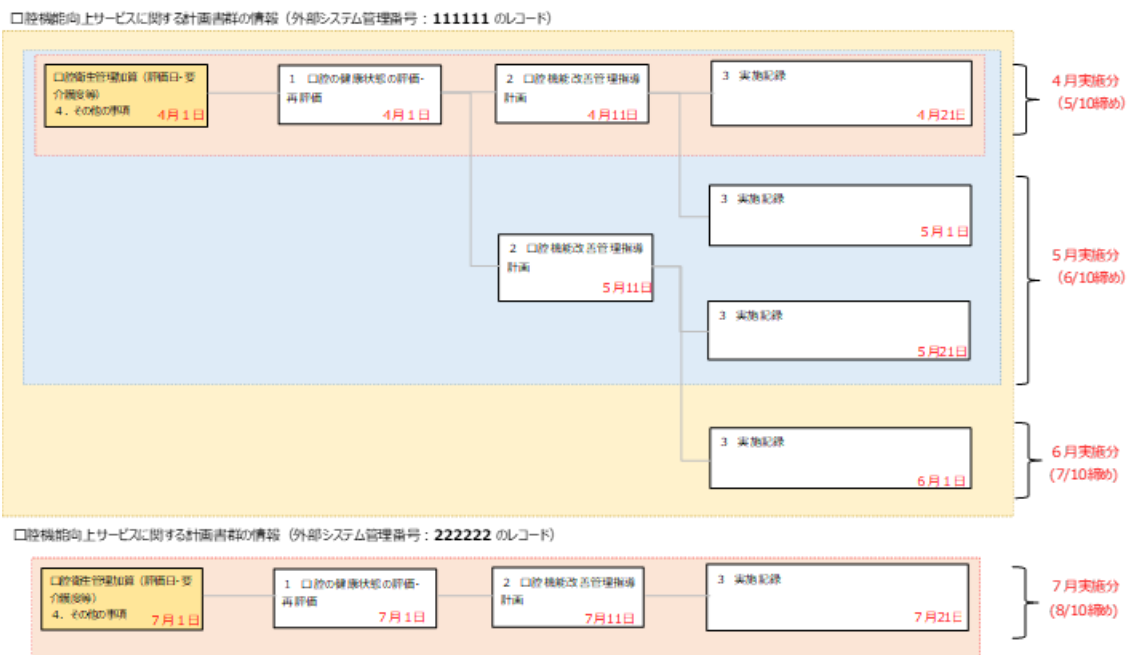 口腔機能向上サービスに関する計画書群の情報（外部システム管理番号：111111 のレコード）
口腔衛生管理加算（評価日・要
介護度等）
4．その他の事項
4月1日
1　口腔の健康状態の評価・
再評価
4月1日
2　口腔機能改善管理指導
計画
4月11日
3　実施記録
4月21日
4月実施分
（5/10締め）
3　実施記録
5月1日
2　口腔機能改善管理指導
計画
5月11日
5月実施分
（6/10締め）
3　実施記録
5月21日
3　実施記録
6月1日
6月実施分
(7/10締め)
口腔機能向上サービスに関する計画書群の情報（外部システム管理番号：222222 のレコード）
口腔衛生管理加算（評価日・要
介護度等）
4．その他の事項
7月1日
1　口腔の健康状態の評価・
再評価
7月1日
2　口腔機能改善管理指導
計画
7月11日
3　実施記録
7月21日
7月実施分
(8/10締め)